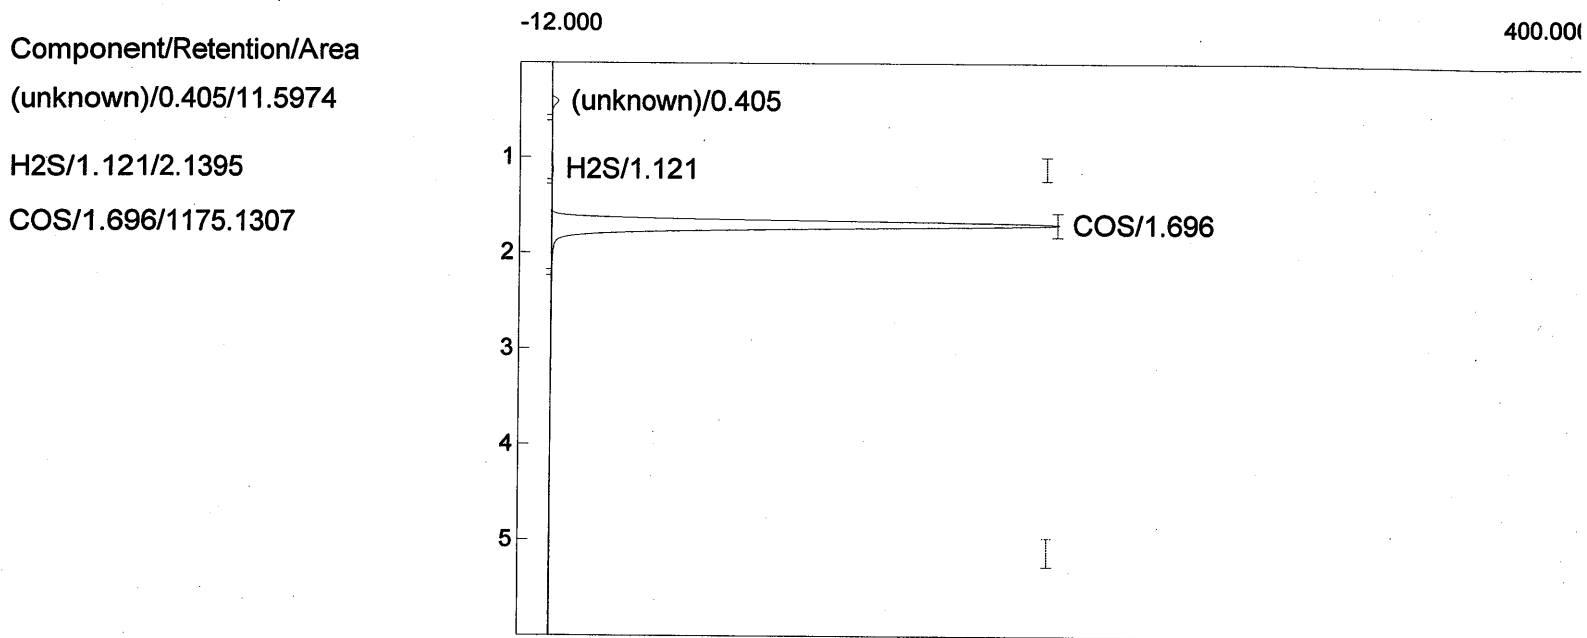 -12.000
400.000
Component/Retention/Area
(unknown)/0.405/11.5974
(unknown)/0.405
1
H2S/1.121/2.1395
H2S/1.121
COS/1.696/1175.1307
COS/1.696
2
3
4
5